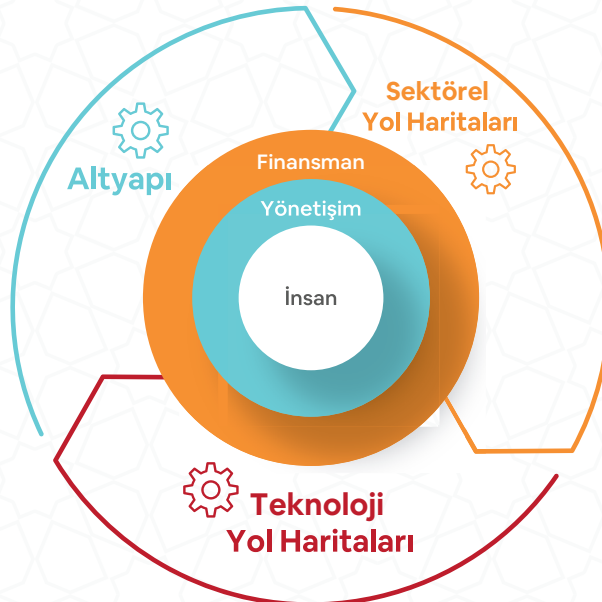 Sektörel
Yol Haritaları
Altyapı
Finansman
Yönetişim
İnsan
Teknoloji
Yol Haritaları